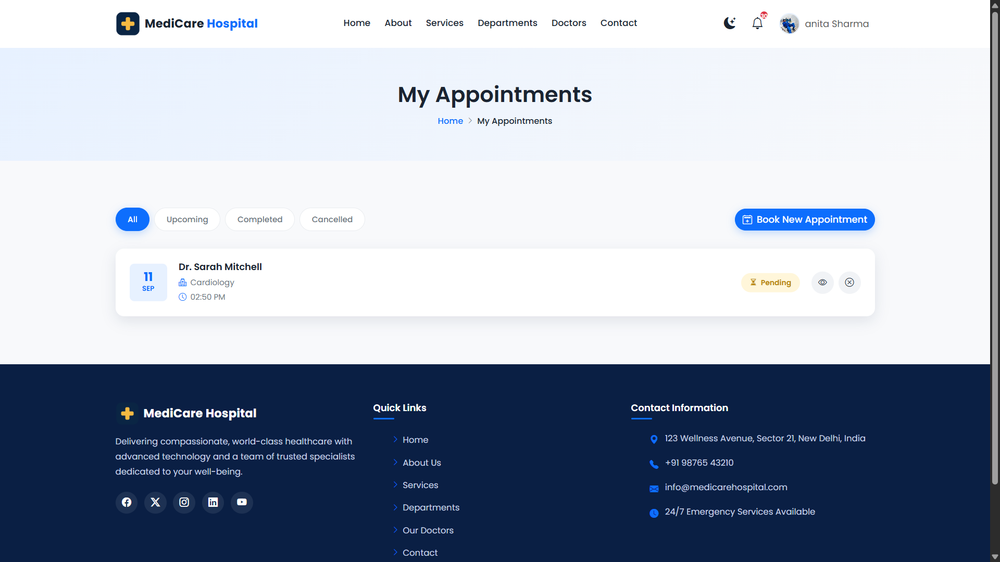 MediCare Hospital
Home
About
Services
Departments
Doctors
Contact
30
anita Sharma
My Appointments
Home
My Appointments
All
Upcoming
Completed
Cancelled
Book New Appointment
11
SEP
Dr. Sarah Mitchell
Cardiology
02:50 PM
Pending
MediCare Hospital
Delivering compassionate, world-class healthcare with
advanced technology and a team of trusted specialists
dedicated to your well-being.
Quick Links
Home
About Us
Services
Departments
Our Doctors
Contact
Contact Information
123 Wellness Avenue, Sector 21, New Delhi, India
+91 98765 43210
info@medicarehospital.com
24/7 Emergency Services Available